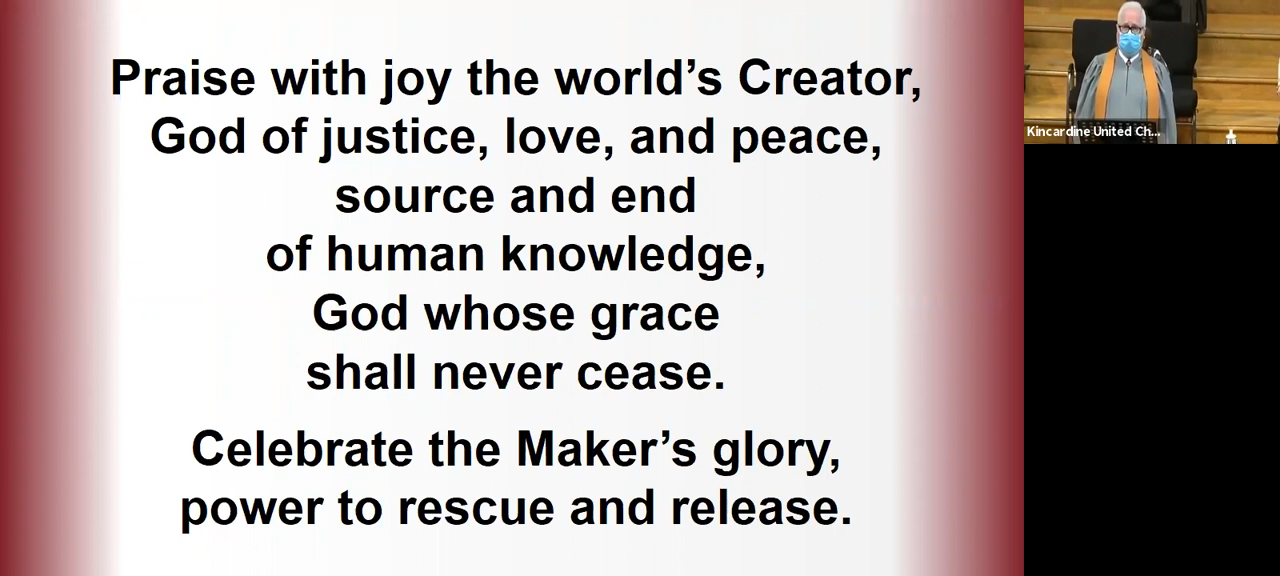 Praise with joy the world’s Creator,
God of justice, love, and peace,
source and end
of human knowledge,
God whose grace
shall never cease.
Celebrate the Maker’s glory,
power to rescue and release.
Kincardine United Ch...